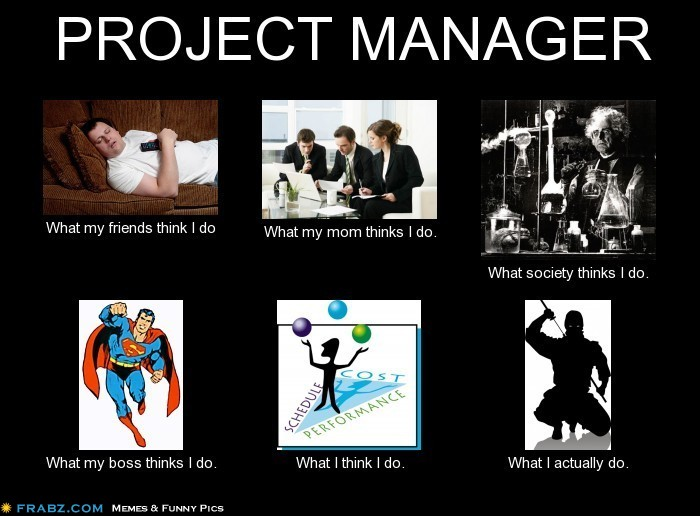 PROJECT MANAGER
What my friends think I do
What my mom thinks I do.
What society thinks I do.
What my boss thinks I do.
SCHEDULE
COST
PERFORMANCE
What I think I do.
What I actually do.
FRABZ.COM MEMES & FUNNY PICS